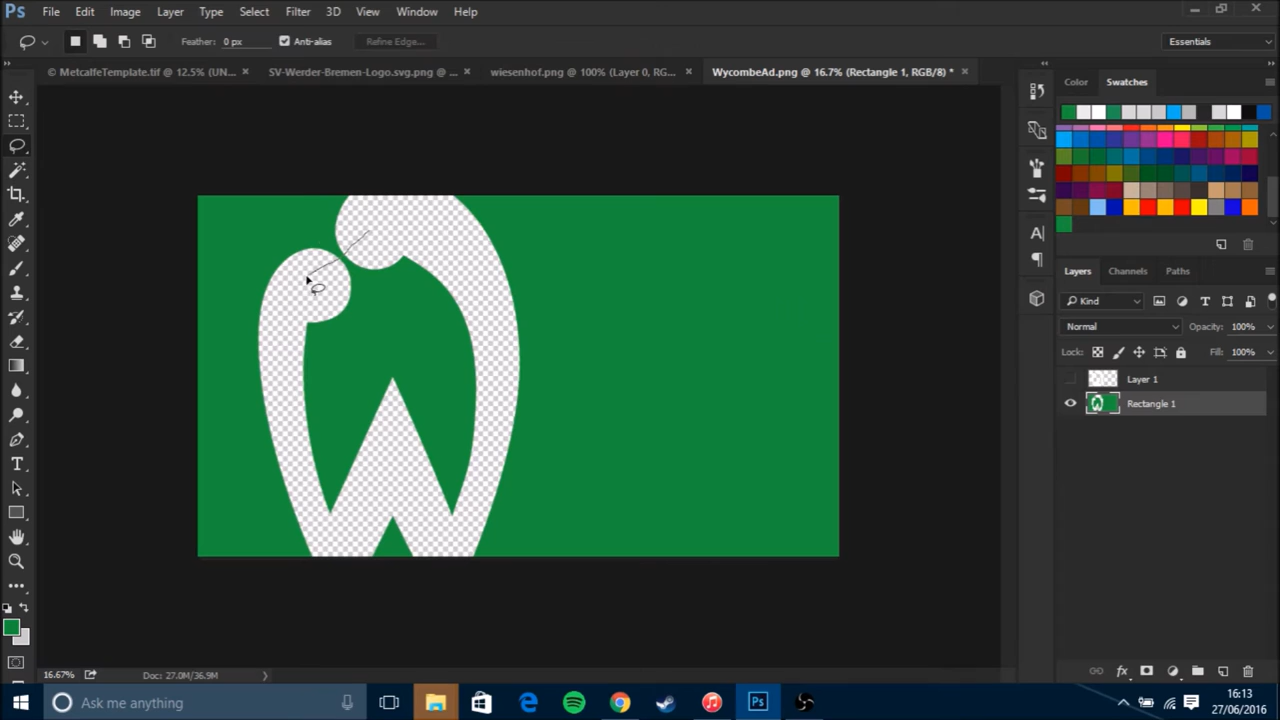 Ps File Edit Image Layer Type Select Filter 3D View Window Help
Feather: 0 px Anti-alias Refine Edge... Essentials
© MetcalfeTemplate.tif @ 12.5% (UN... × SV-Werder-Bremen-Logo.svg.png @ ... × wiesenhof.png @ 100% (Layer 0, RG... × WycombeAd.png @ 16.7% (Rectangle 1, RGB/8) * ×
Color Swatches
Layers Channels Paths
Kind
Normal Opacity: 100%
Lock: Fill: 100%
Layer 1
Rectangle 1
16.67% Doc: 27.0M/36.9M
Ask me anything
16:13
27/06/2016